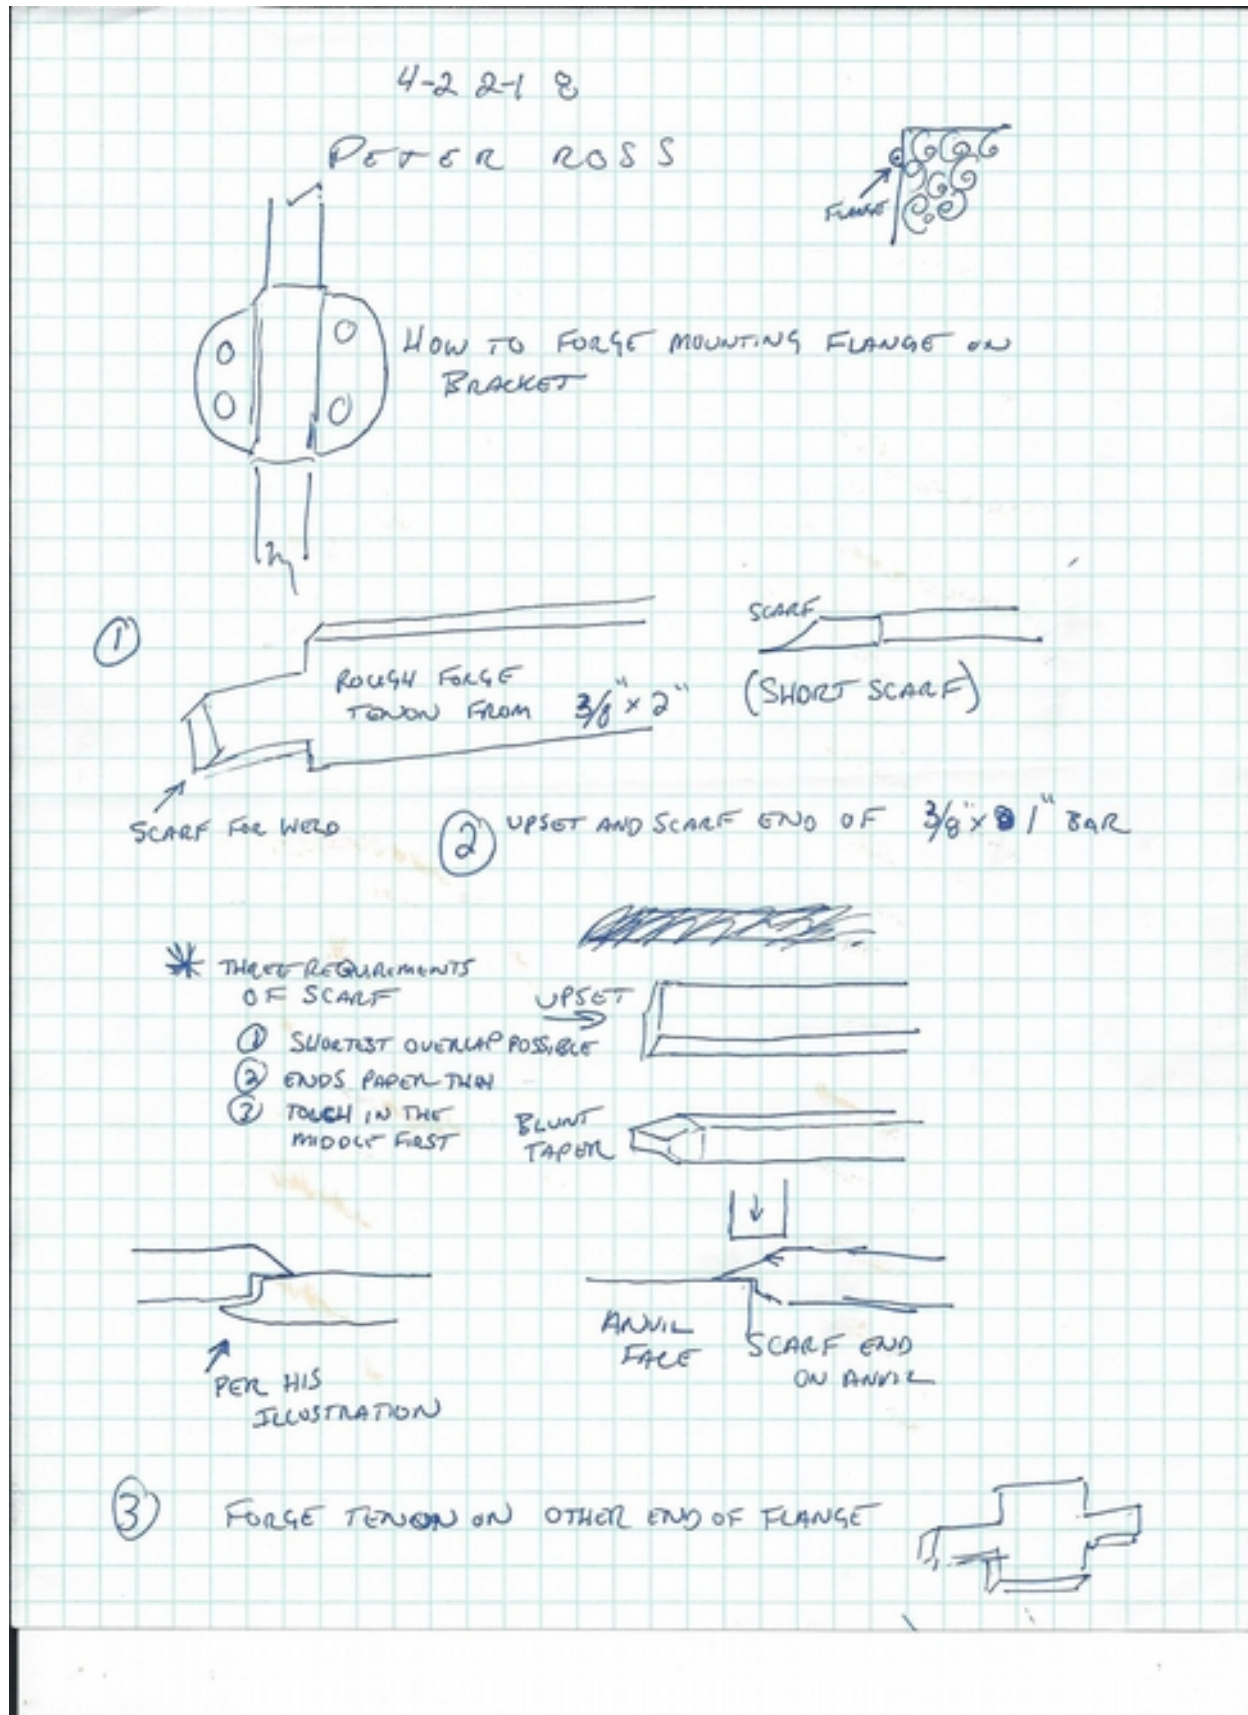 4-22-18
PETER ROSS
FLANGE
HOW TO FORGE MOUNTING FLANGE ON
BRACKET
1
ROUGH FORGE
TENON FROM 3/8" x 2"
SCARF
(SHORT SCARF)
SCARF FOR WELD
2 UPSET AND SCARF END OF 3/8" x 1" BAR
* THREE REQUIREMENTS
OF SCARF
1 SHORTEST OVERLAP POSSIBLE
2 ENDS PAPER THIN
3 TOUCH IN THE
MIDDLE FIRST
UPSET
BLUNT
TAPER
PER HIS
ILLUSTRATION
ANVIL
FACE
SCARF END
ON ANVIL
3 FORGE TENON ON OTHER END OF FLANGE